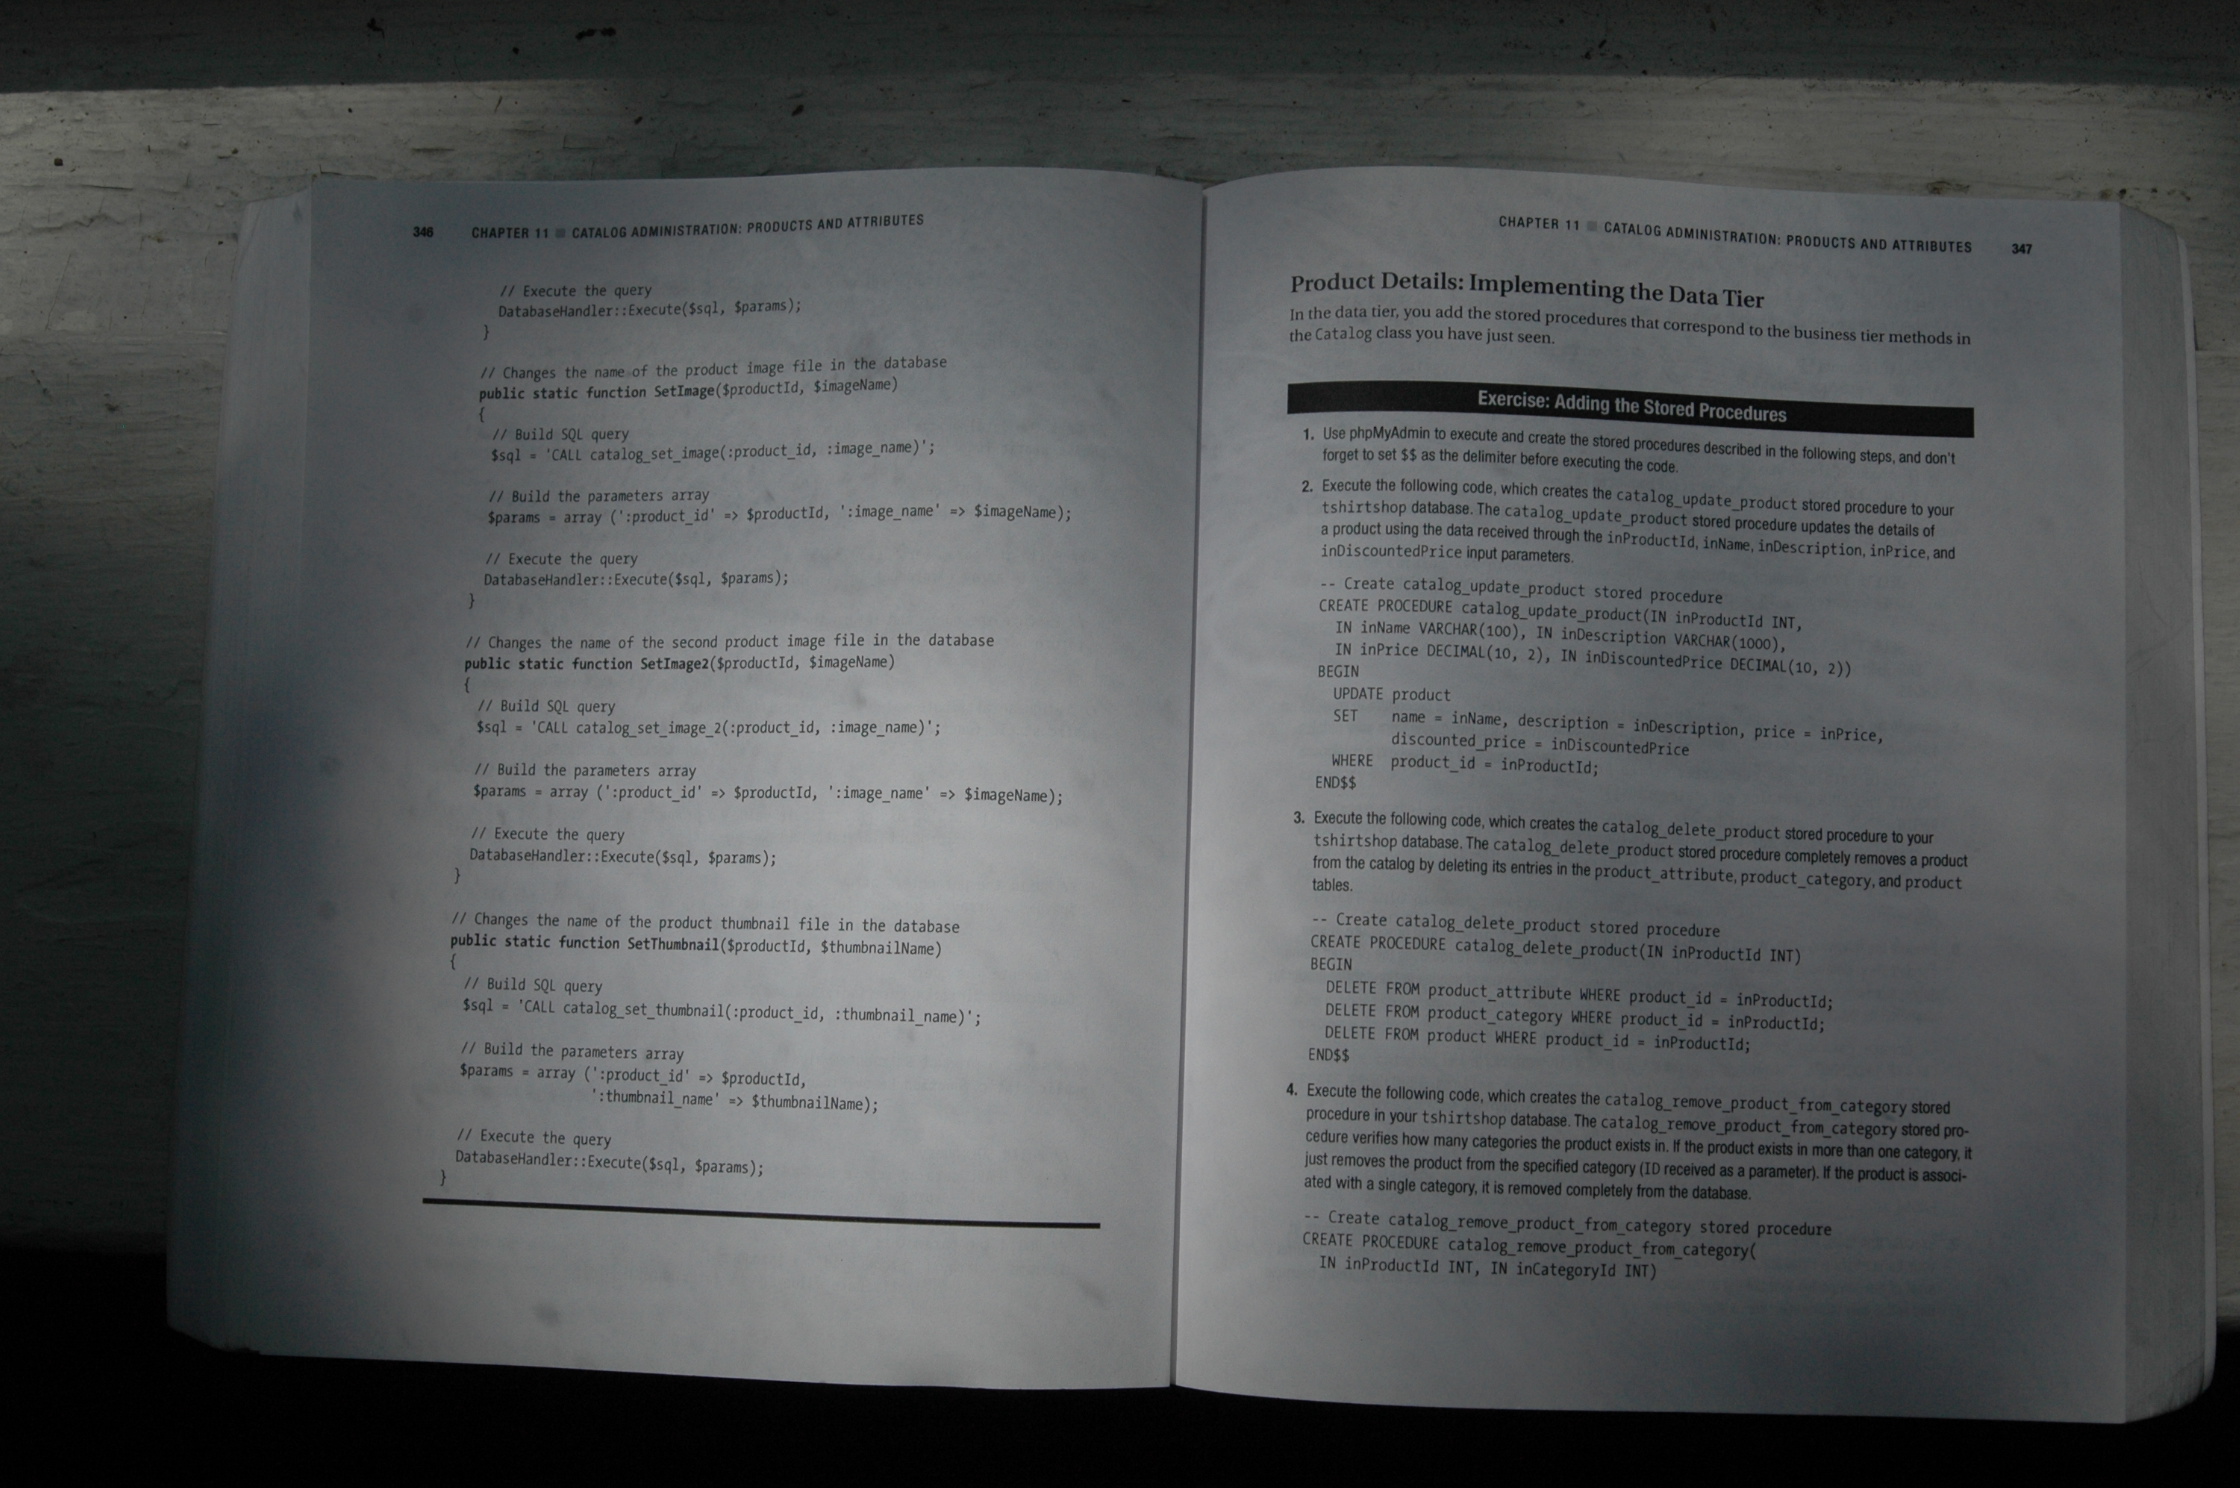 346 CHAPTER 11 ■ CATALOG ADMINISTRATION: PRODUCTS AND ATTRIBUTES
// Execute the query
DatabaseHandler::Execute($sql, $params);
}
// Changes the name of the product image file in the database
public static function SetImage($productId, $imageName)
{
// Build SQL query
$sql = 'CALL catalog_set_image(:product_id, :image_name)';
// Build the parameters array
$params = array (':product_id' => $productId, ':image_name' => $imageName);
// Execute the query
DatabaseHandler::Execute($sql, $params);
}
// Changes the name of the second product image file in the database
public static function SetImage2($productId, $imageName)
{
// Build SQL query
$sql = 'CALL catalog_set_image_2(:product_id, :image_name)';
// Build the parameters array
$params = array (':product_id' => $productId, ':image_name' => $imageName);
// Execute the query
DatabaseHandler::Execute($sql, $params);
}
// Changes the name of the product thumbnail file in the database
public static function SetThumbnail($productId, $thumbnailName)
{
// Build SQL query
$sql = 'CALL catalog_set_thumbnail(:product_id, :thumbnail_name)';
// Build the parameters array
$params = array (':product_id' => $productId,
':thumbnail_name' => $thumbnailName);
// Execute the query
DatabaseHandler::Execute($sql, $params);
}
CHAPTER 11 ■ CATALOG ADMINISTRATION: PRODUCTS AND ATTRIBUTES 347
Product Details: Implementing the Data Tier
In the data tier, you add the stored procedures that correspond to the business tier methods in
the Catalog class you have just seen.
Exercise: Adding the Stored Procedures
1. Use phpMyAdmin to execute and create the stored procedures described in the following steps, and don't
forget to set $$ as the delimiter before executing the code.
2. Execute the following code, which creates the catalog_update_product stored procedure to your
tshirtshop database. The catalog_update_product stored procedure updates the details of
a product using the data received through the inProductId, inName, inDescription, inPrice, and
inDiscountedPrice input parameters.
-- Create catalog_update_product stored procedure
CREATE PROCEDURE catalog_update_product(IN inProductId INT,
IN inName VARCHAR(100), IN inDescription VARCHAR(1000),
IN inPrice DECIMAL(10, 2), IN inDiscountedPrice DECIMAL(10, 2))
BEGIN
UPDATE product
SET name = inName, description = inDescription, price = inPrice,
discounted_price = inDiscountedPrice
WHERE product_id = inProductId;
END$$
3. Execute the following code, which creates the catalog_delete_product stored procedure to your
tshirtshop database. The catalog_delete_product stored procedure completely removes a product
from the catalog by deleting its entries in the product_attribute, product_category, and product
tables.
-- Create catalog_delete_product stored procedure
CREATE PROCEDURE catalog_delete_product(IN inProductId INT)
BEGIN
DELETE FROM product_attribute WHERE product_id = inProductId;
DELETE FROM product_category WHERE product_id = inProductId;
DELETE FROM product WHERE product_id = inProductId;
END$$
4. Execute the following code, which creates the catalog_remove_product_from_category stored
procedure in your tshirtshop database. The catalog_remove_product_from_category stored pro-
cedure verifies how many categories the product exists in. If the product exists in more than one category, it
just removes the product from the specified category (ID received as a parameter). If the product is associ-
ated with a single category, it is removed completely from the database.
-- Create catalog_remove_product_from_category stored procedure
CREATE PROCEDURE catalog_remove_product_from_category(
IN inProductId INT, IN inCategoryId INT)